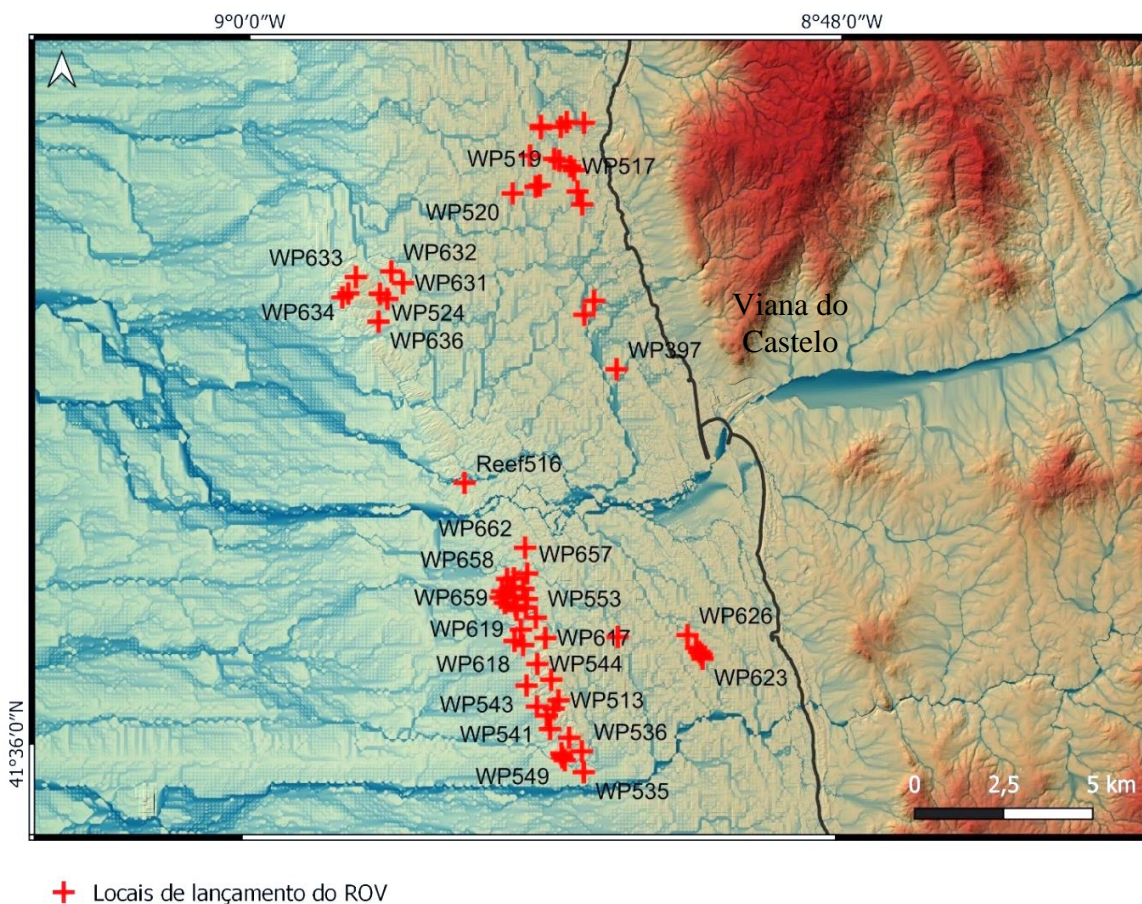 9°0'0"W
8°48'0"W
WP519
WP517
WP520
WP633
WP632
WP631
WP634
WP524
WP636
Viana do
Castelo
WP397
Reef516
WP662
WP657
WP658
WP659
WP553
WP626
WP619
WP617
WP618
WP544
WP623
WP543
WP513
WP541
WP536
WP549
WP535
41°36'0"N
0
2,5
5 km
Locais de lançamento do ROV